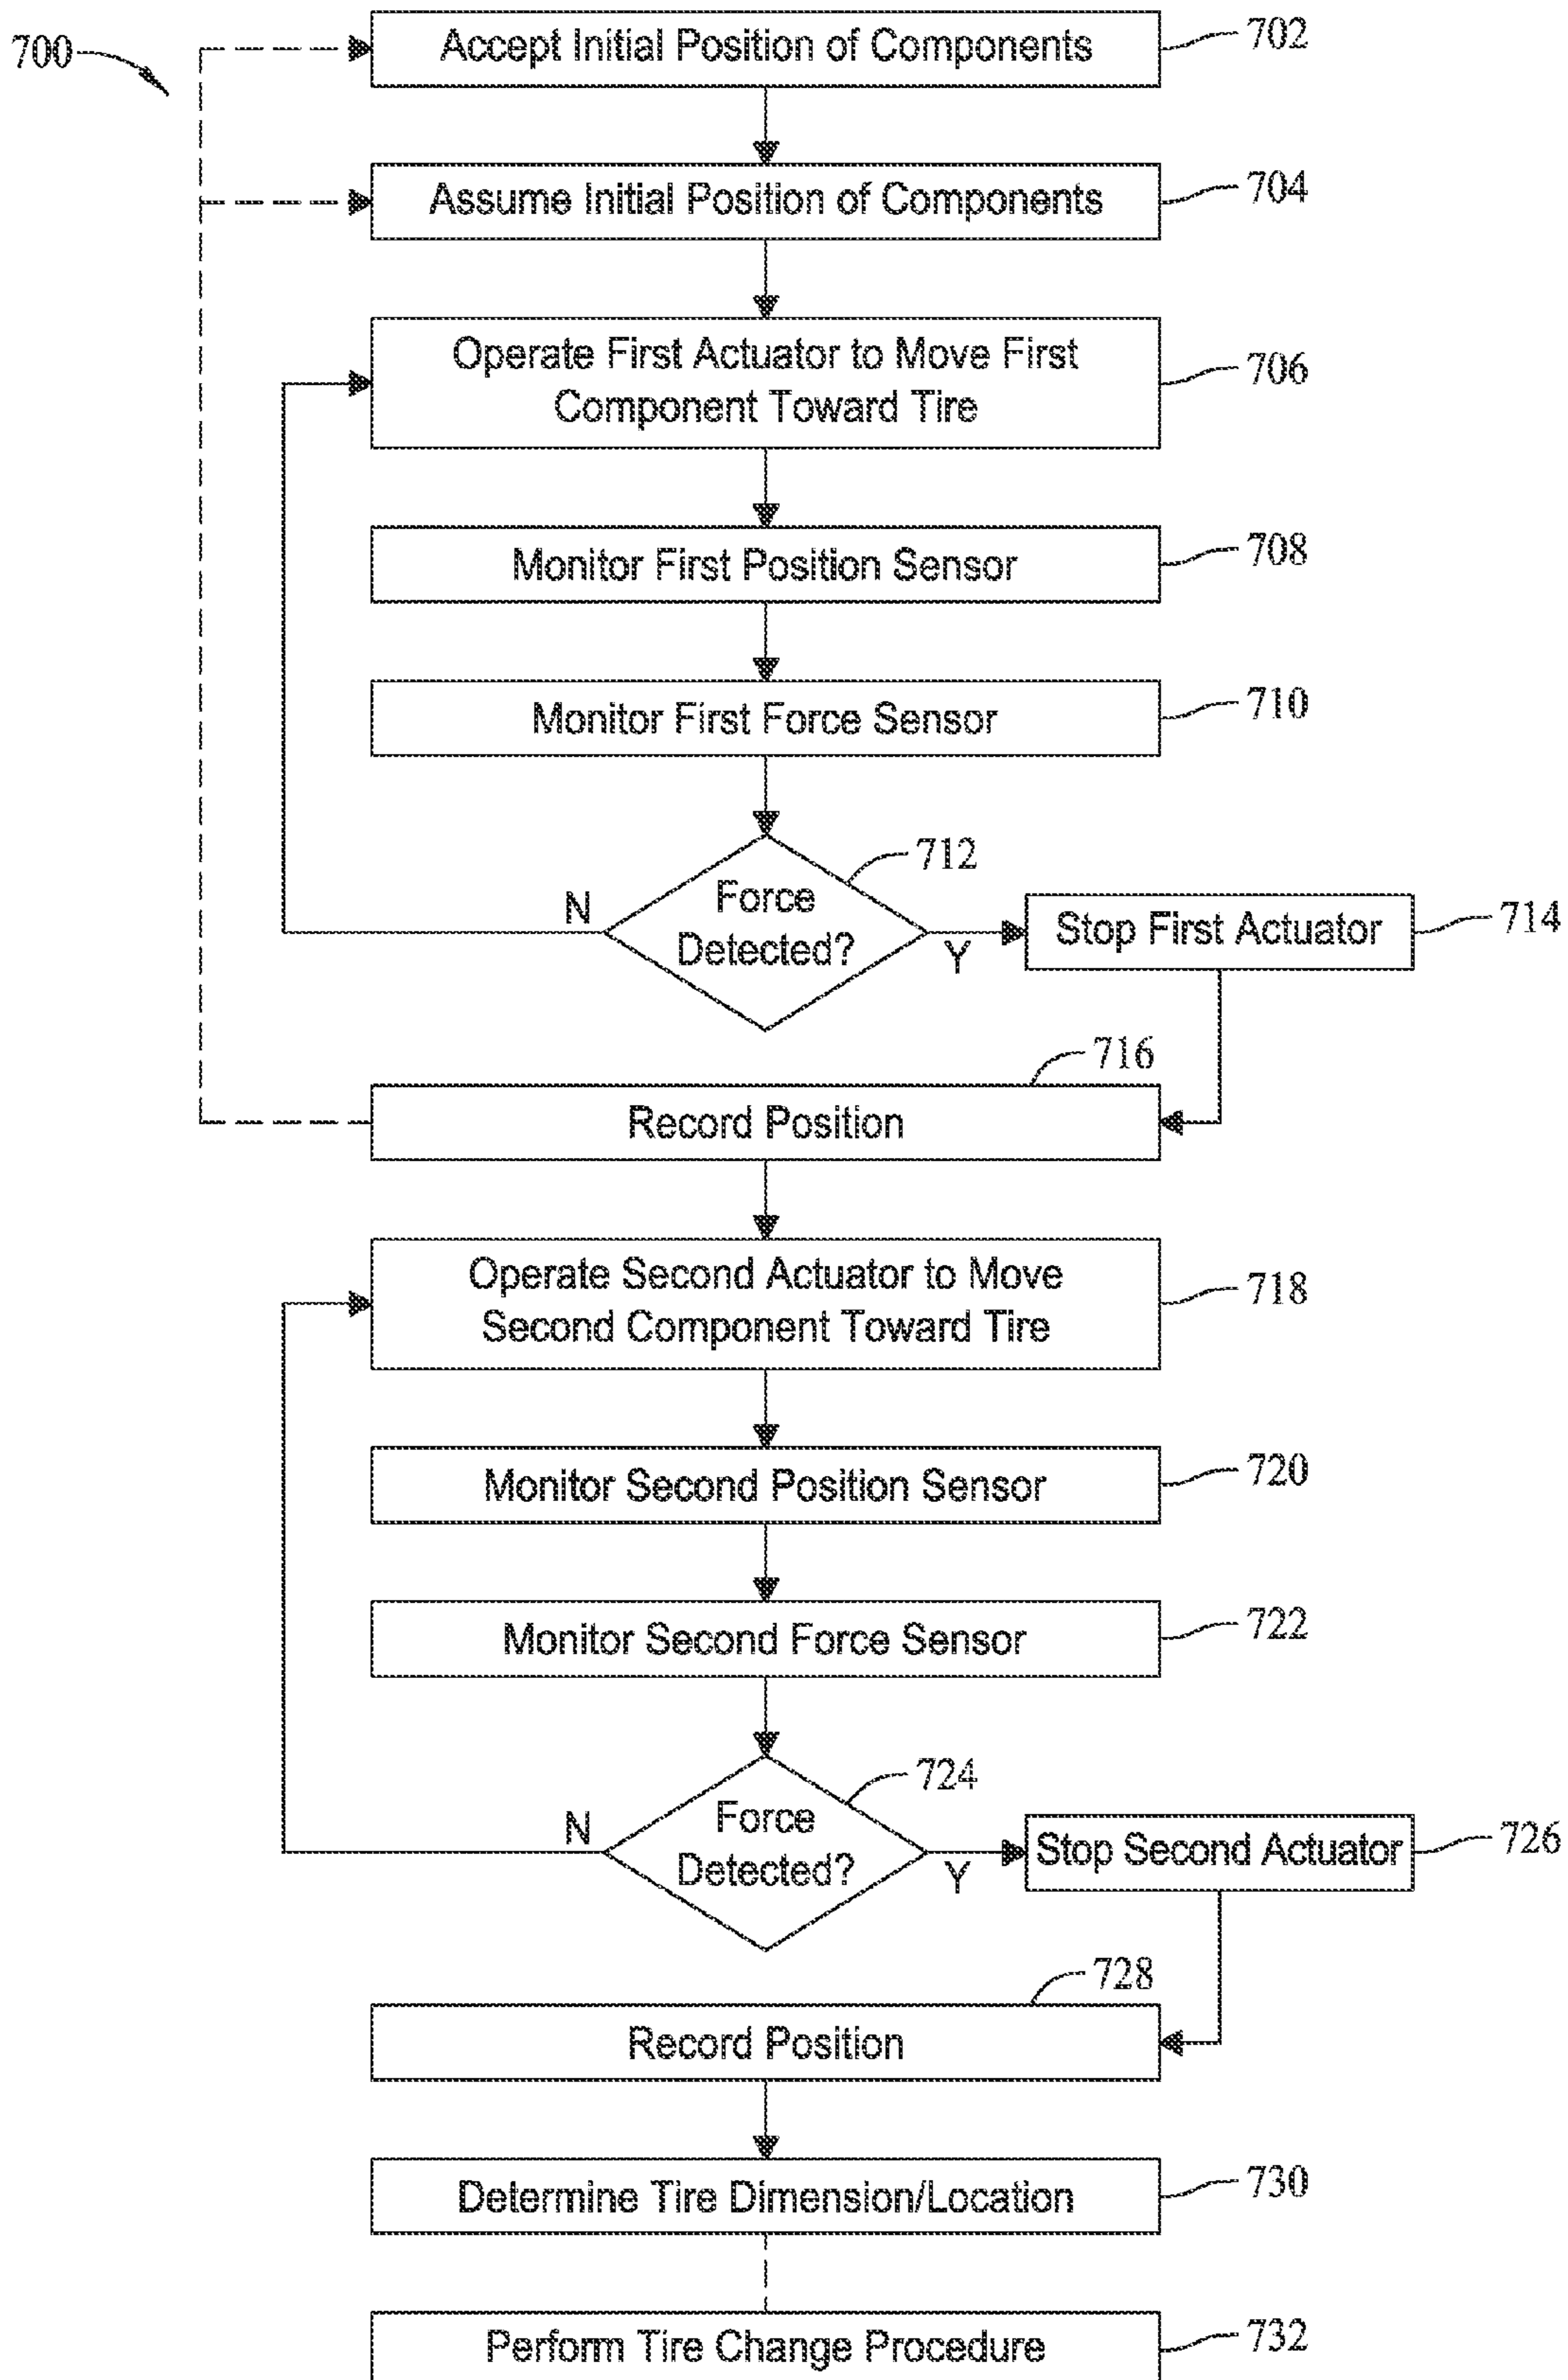 700
Accept Initial Position of Components
702
Assume Initial Position of Components
704
Operate First Actuator to Move First
Component Toward Tire
706
Monitor First Position Sensor
708
Monitor First Force Sensor
710
712
Force
Detected?
N
Y
Stop First Actuator
714
716
Record Position
Operate Second Actuator to Move
Second Component Toward Tire
718
Monitor Second Position Sensor
720
Monitor Second Force Sensor
722
724
Force
Detected?
N
Y
Stop Second Actuator
726
728
Record Position
Determine Tire Dimension/Location
730
Perform Tire Change Procedure
732